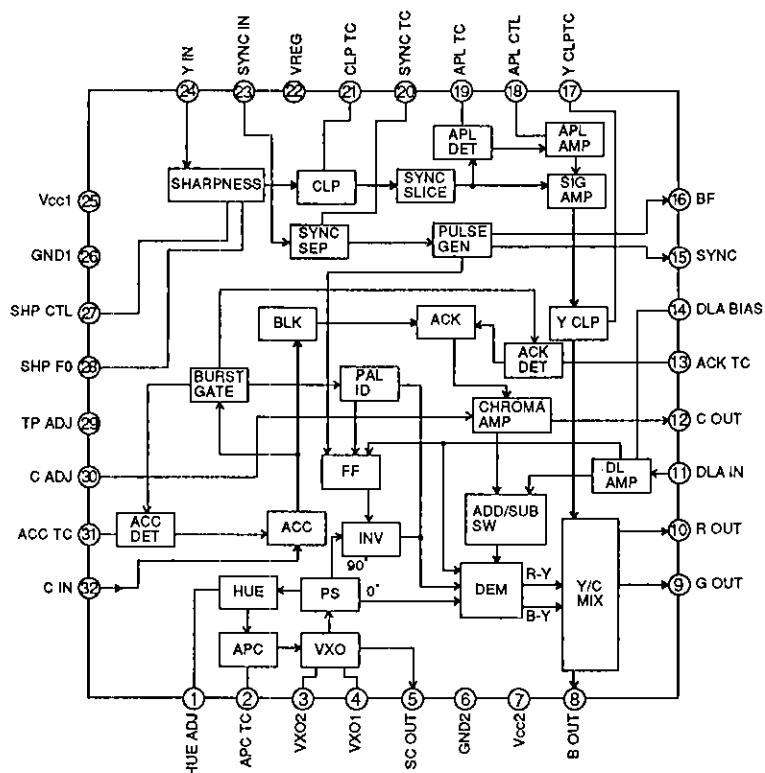 Y IN
SYNC IN
VREG
CLP TC
SYNC TC
APL TC
APL CTL
Y CLPTC
24
23
22
21
20
19
18
17
SHARPNESS
CLP
SYNC
SLICE
APL
DET
APL
AMP
SIG
AMP
SYNC
SEP
PULSE
GEN
Vcc1
25
GND1
26
SHP CTL
27
SHP F0
28
TP ADJ
29
C ADJ
30
ACC TC
31
C IN
32
16
BF
15
SYNC
14
DLA BIAS
13
ACK TC
12
C OUT
11
DLA IN
10
R OUT
9
G OUT
BLK
ACK
Y CLP
ACK
DET
BURST
GATE
PAL
ID
CHROMA
AMP
FF
DL
AMP
ACC
DET
ACC
INV
ADD/SUB
SW
90°
HUE
PS
0°
DEM
R-Y
B-Y
Y/C
MIX
APC
VXO
1
2
3
4
5
6
7
8
HUE ADJ
APC TC
VXO2
VXO1
SC OUT
GND2
Vcc2
B OUT